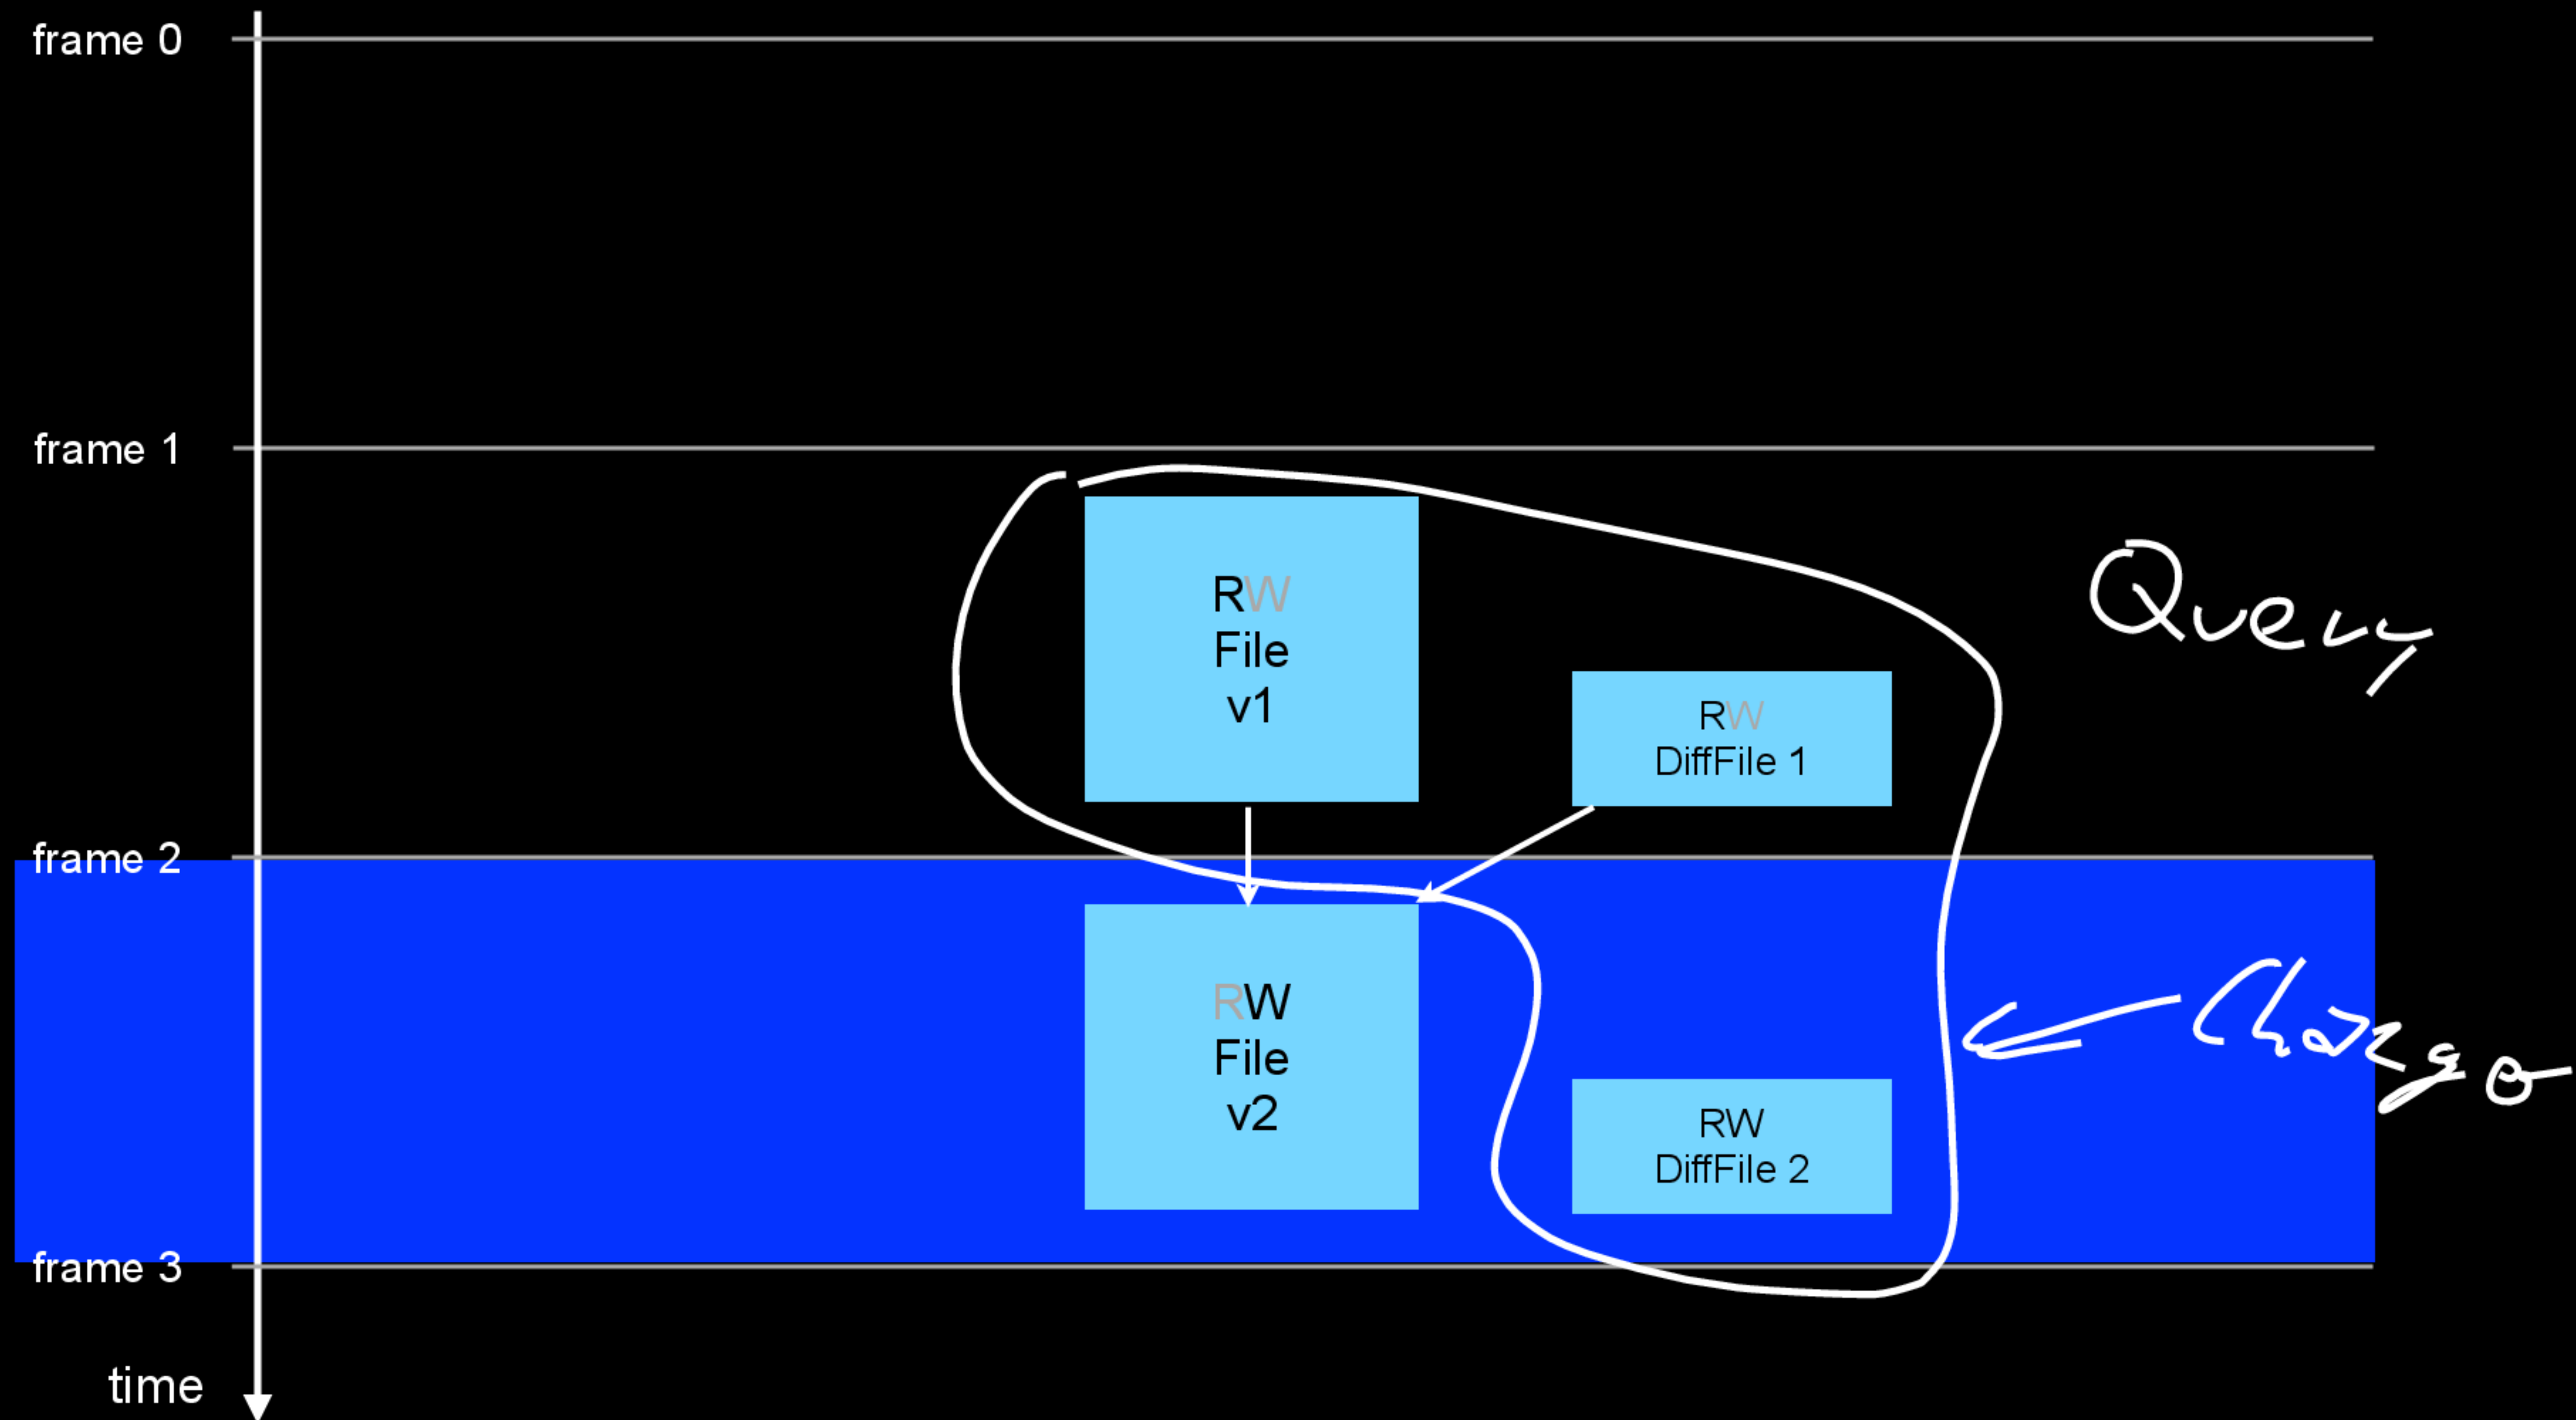 frame 0
frame 1
RW
File
v1
Query
RW
DiffFile 1
frame 2
RW
File
v2
Change
RW
DiffFile 2
frame 3
time